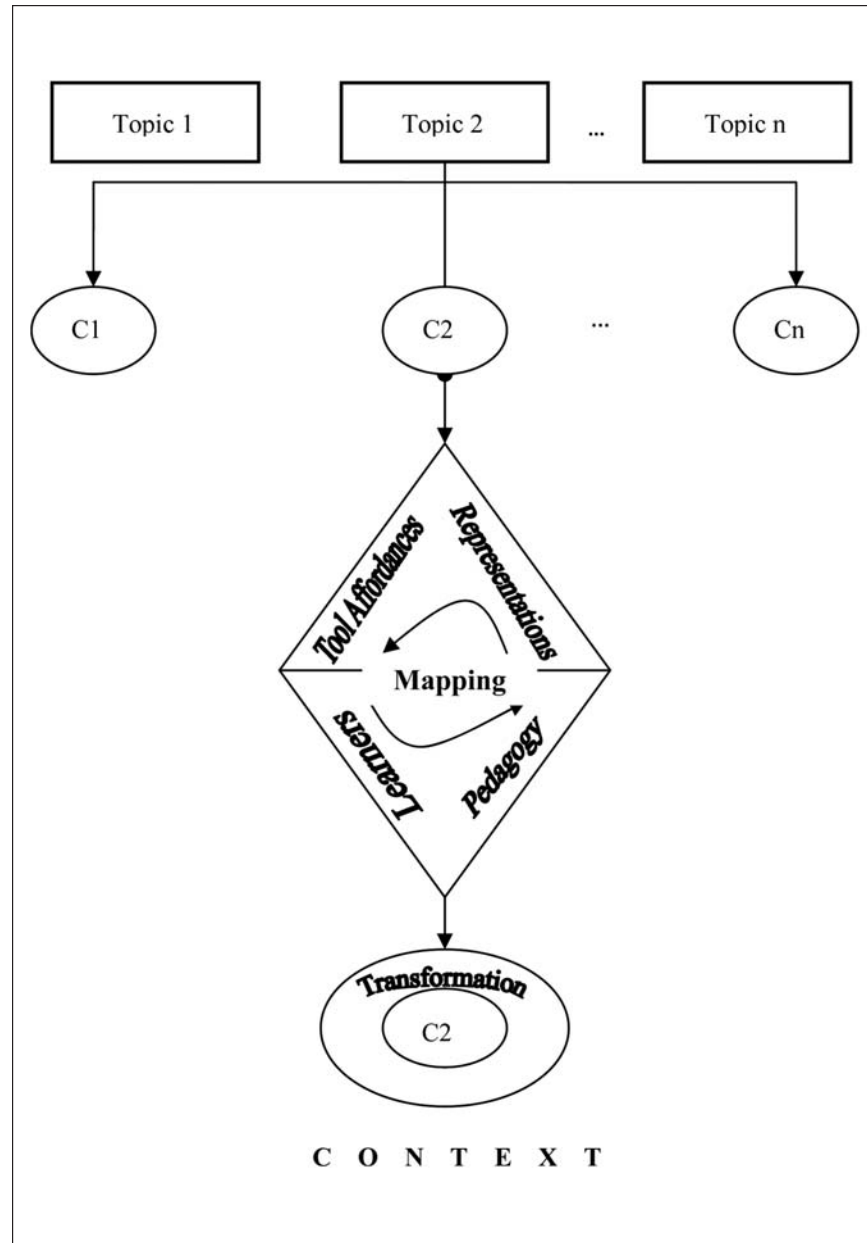 Topic 1 Topic 2 ... Topic n
C1 C2 ... Cn
Tool Affordances Representations
Mapping
Learners Pedagogy
Transformation
C2
C O N T E X T